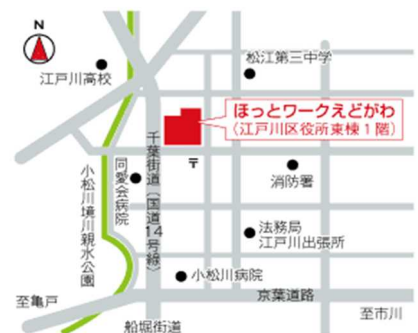 N
江戸川高校
松江第三中学
ほっとワークえどがわ
（江戸川区役所東棟1階）
千葉街道（国道14号線）
〒
同愛会病院
小松川境川親水公園
消防署
法務局
江戸川出張所
小松川病院
至亀戸
京葉道路
至市川
船堀街道